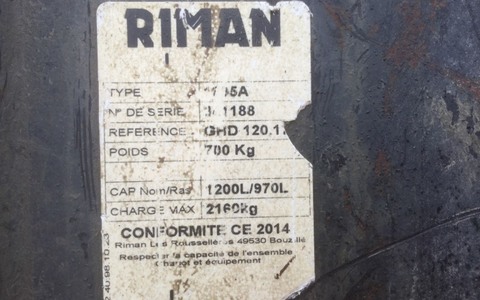 RIMAN
TYPE
N° DE SERIE 1188
REFERENCE GHD 120.1
POIDS 700 Kg
CAP Nom/Ras 1200L/970L
CHARGE MAX 2160kg
CONFORMITE CE 2014
Riman Les Rousselières 49530 Bouzillé
Respecter la capacité de l'ensemble
Chariot et équipement